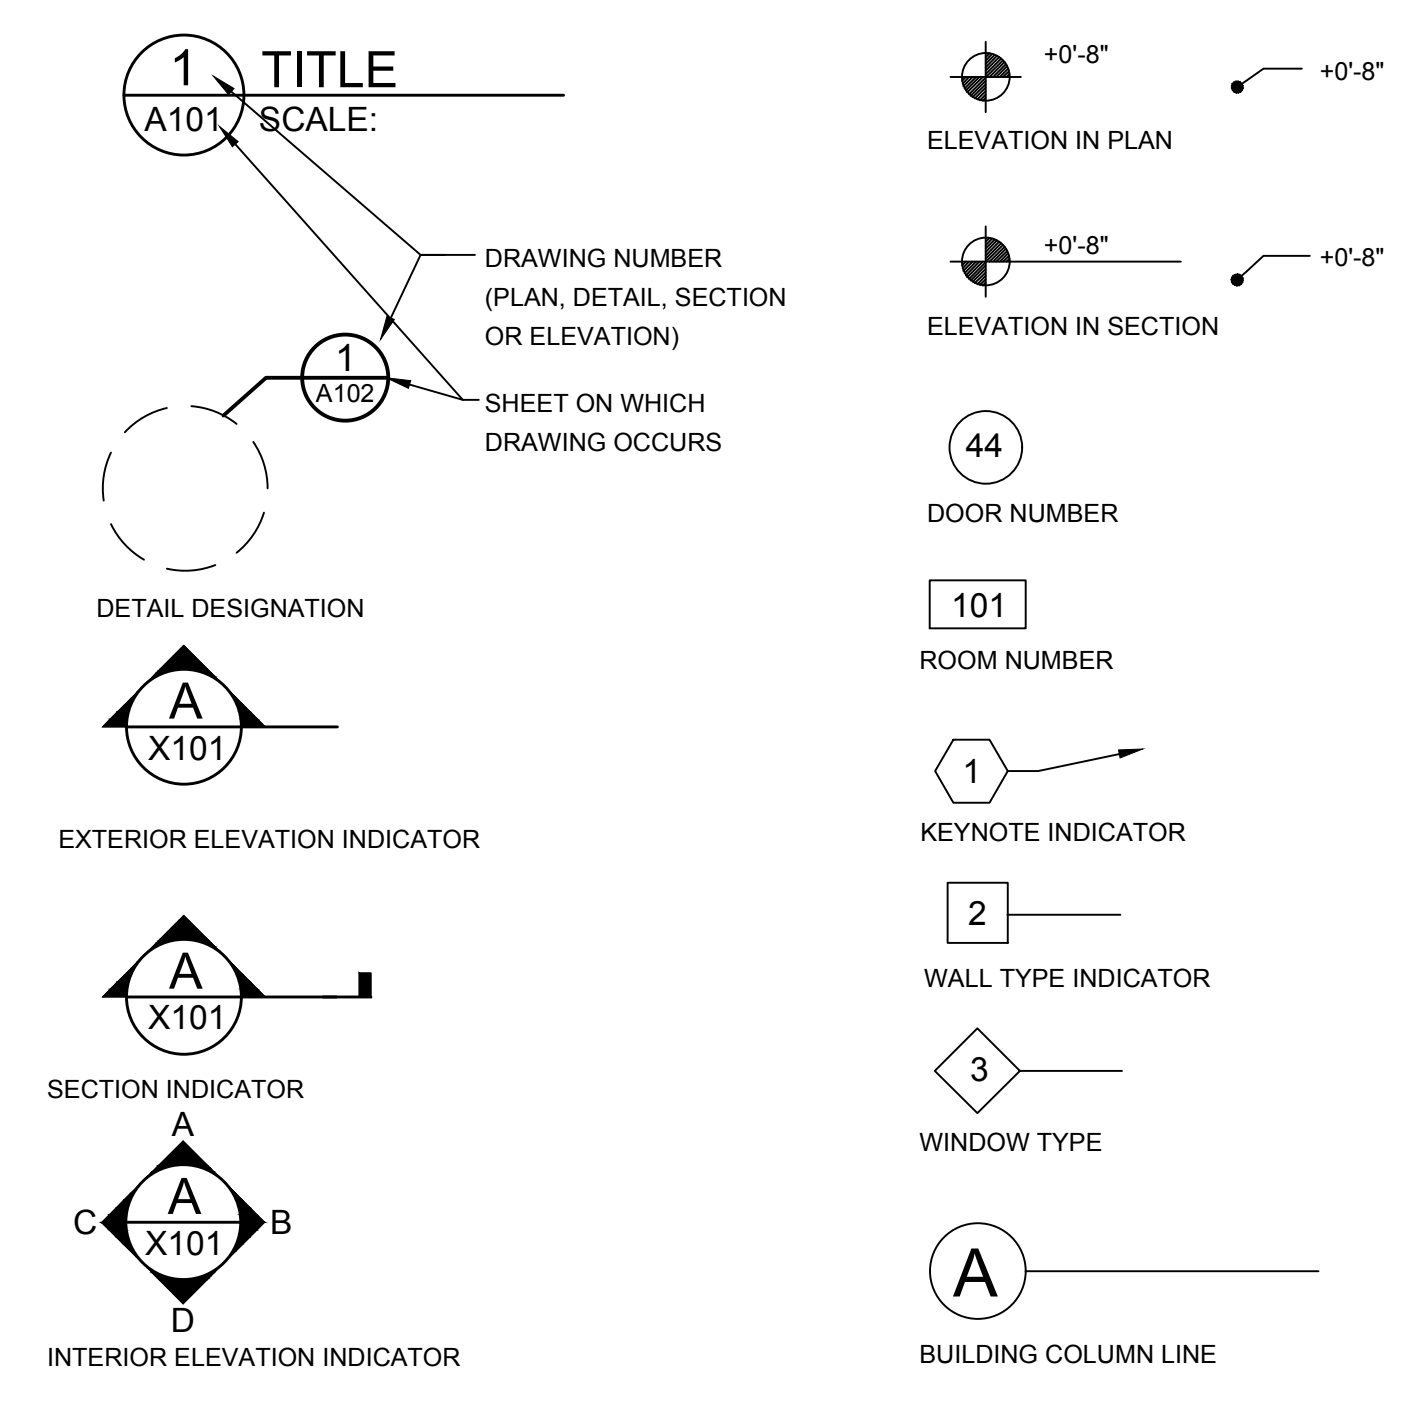 1
TITLE
A101
SCALE:
DRAWING NUMBER
(PLAN, DETAIL, SECTION
OR ELEVATION)
1
A102
SHEET ON WHICH
DRAWING OCCURS
DETAIL DESIGNATION
A
X101
EXTERIOR ELEVATION INDICATOR
A
X101
SECTION INDICATOR
A
A
C
B
X101
D
INTERIOR ELEVATION INDICATOR
+0'-8"
+0'-8"
ELEVATION IN PLAN
+0'-8"
+0'-8"
ELEVATION IN SECTION
44
DOOR NUMBER
101
ROOM NUMBER
1
KEYNOTE INDICATOR
2
WALL TYPE INDICATOR
3
WINDOW TYPE
A
BUILDING COLUMN LINE